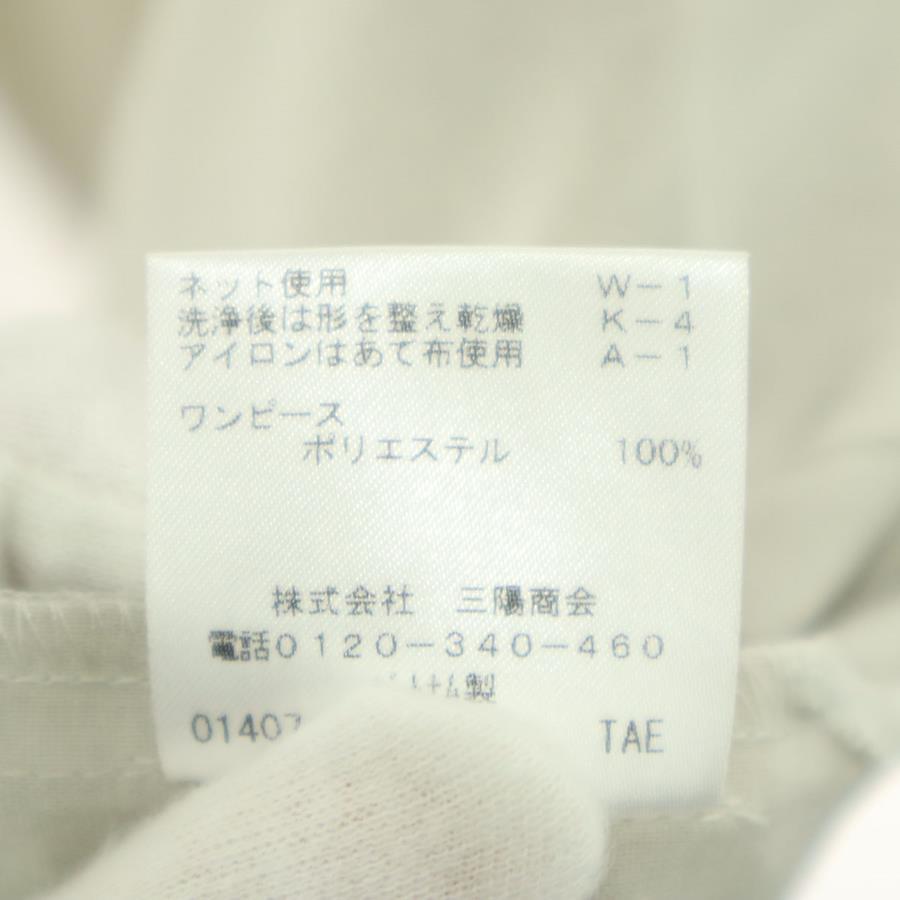 ネット使用 W－1
洗浄後は形を整え乾燥 K－4
アイロンはあて布使用 A－1
ワンピース
ポリエステル 100%
株式会社 三陽商会
電話0120－340－460
製
01407 TAE